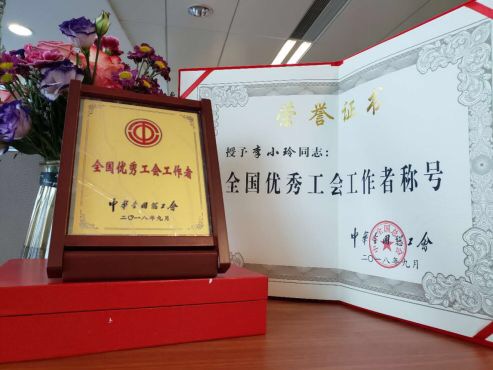 全国优秀工会工作者
中华全国总工会
二〇一八年九月
荣誉证书
授予李小玲同志:
全国优秀工会工作者称号
中华全国总工会
二〇一八年九月